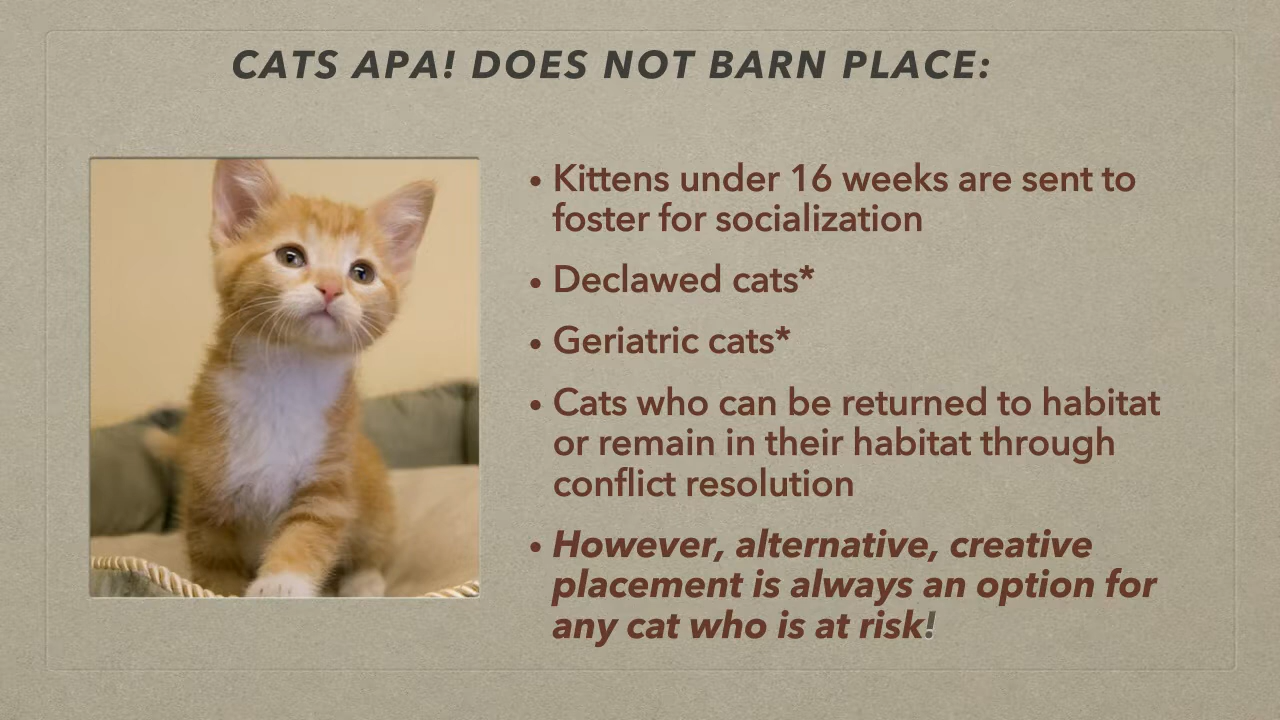 CATS APA! DOES NOT BARN PLACE:
• Kittens under 16 weeks are sent to
foster for socialization
• Declawed cats*
• Geriatric cats*
• Cats who can be returned to habitat
or remain in their habitat through
conflict resolution
• However, alternative, creative
placement is always an option for
any cat who is at risk!